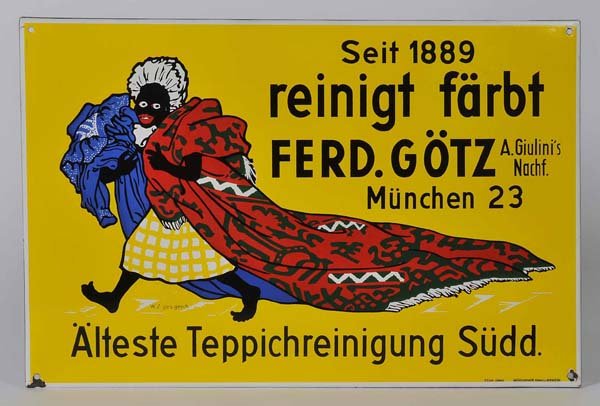 Seit 1889
reinigt färbt
FERD. GÖTZ A. Giulini's
Nachf.
München 23
Älteste Teppichreinigung Südd.